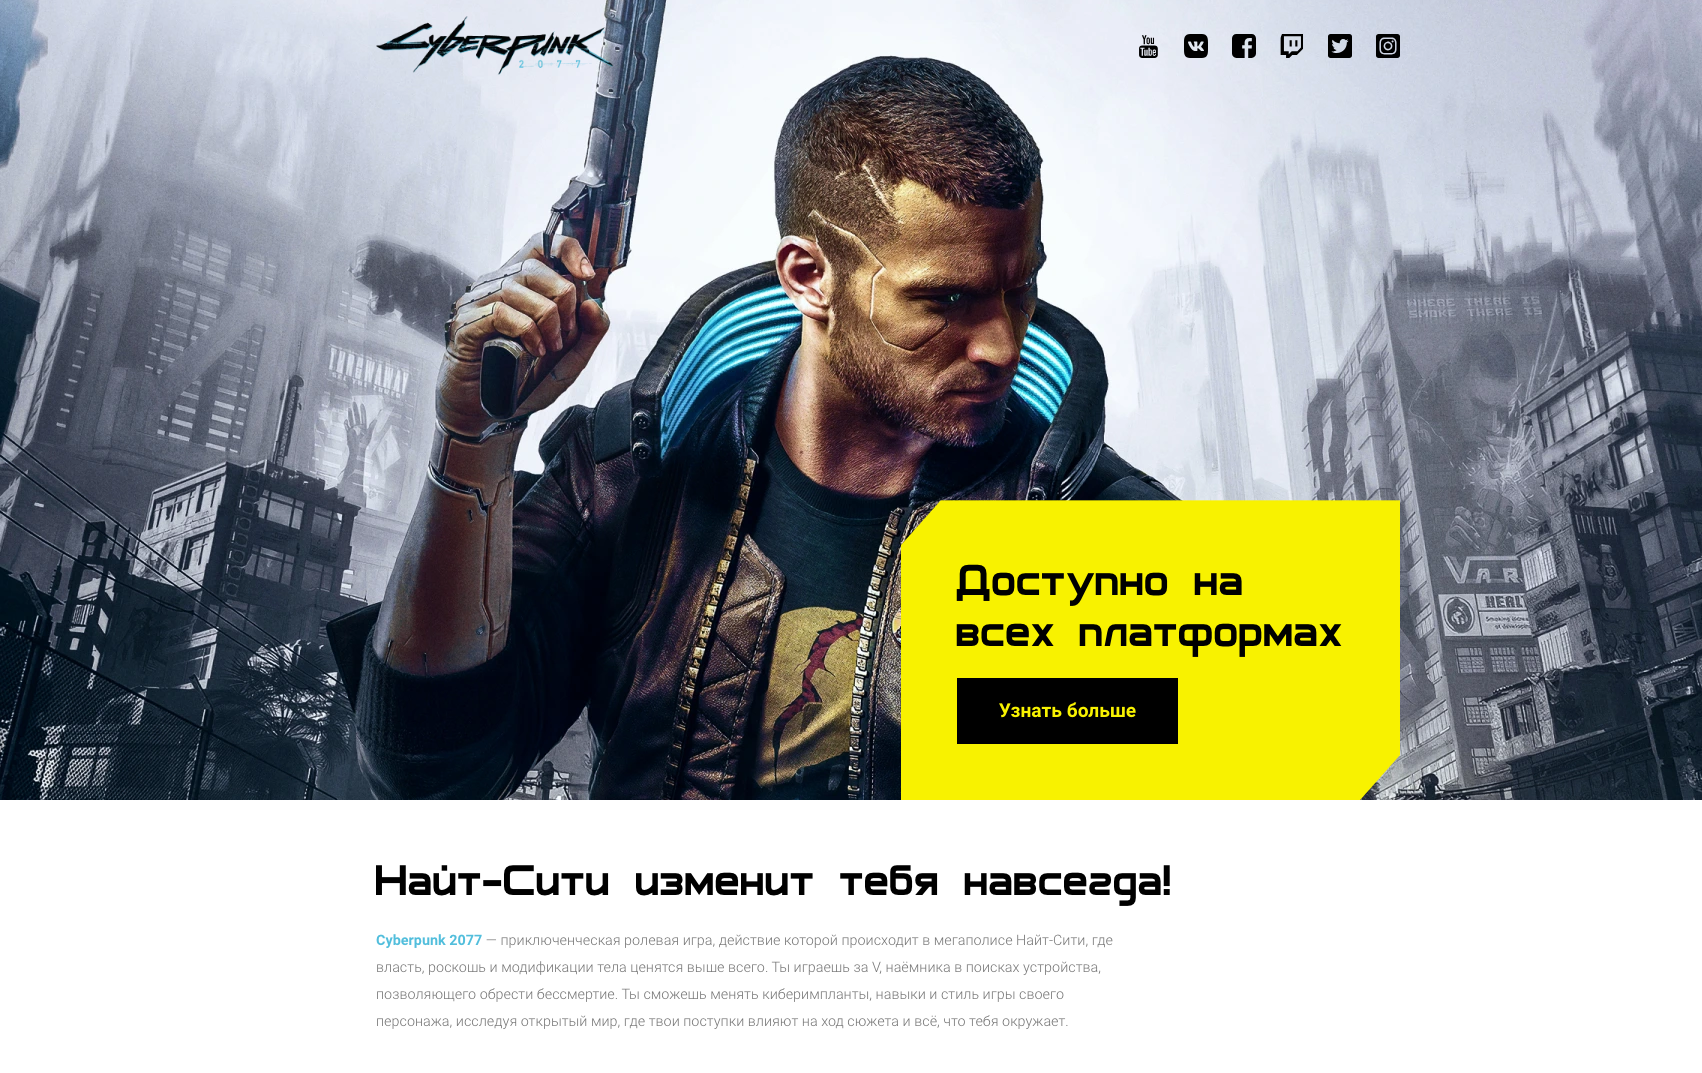 Cyberpunk
2077
You
Tube
Доступно на
всех платформах
Узнать больше
WHERE THERE IS
SMOKE THERE IS
VAR
HEAL
Найт-Сити изменит тебя навсегда!
Cyberpunk 2077 — приключенческая ролевая игра, действие которой происходит в мегаполисе Найт-Сити, где
власть, роскошь и модификации тела ценятся выше всего. Ты играешь за V, наёмника в поисках устройства,
позволяющего обрести бессмертие. Ты сможешь менять киберимпланты, навыки и стиль игры своего
персонажа, исследуя открытый мир, где твои поступки влияют на ход сюжета и всё, что тебя окружает.